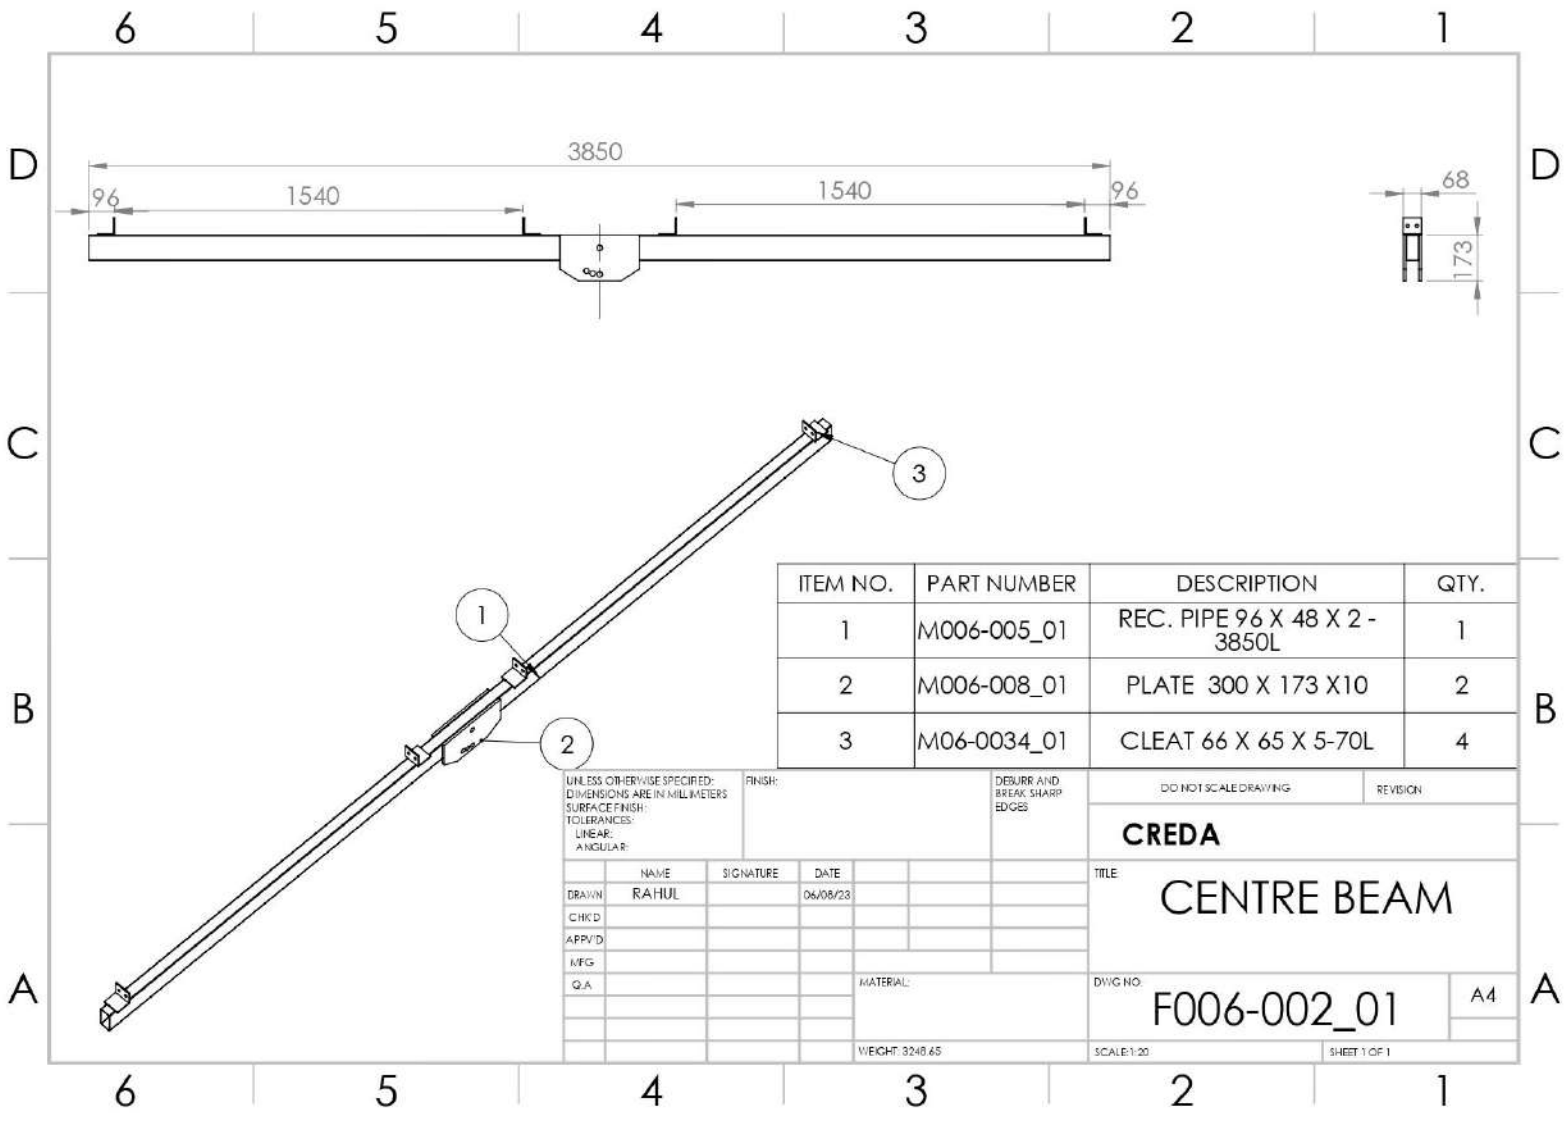 6 5 4 3 2 1
D D
3850
96 1540 1540 96
68
173
C C
3
1
2
ITEM NO. PART NUMBER DESCRIPTION QTY.
1 M006-005_01 REC. PIPE 96 X 48 X 2 - 1
3850L
2 M006-008_01 PLATE 300 X 173 X10 2
3 M06-0034_01 CLEAT 66 X 65 X 5-70L 4
B B
UNLESS OTHERWISE SPECIFIED:
DIMENSIONS ARE IN MILLIMETERS
SURFACE FINISH:
TOLERANCES:
LINEAR:
ANGULAR:
FINISH:
DEBURR AND
BREAK SHARP
EDGES
DO NOT SCALE DRAWING REVISION
CREDA
NAME SIGNATURE DATE
DRAWN RAHUL 06/08/23
CHK'D
APPV'D
MFG
Q.A
TITLE:
CENTRE BEAM
A A
MATERIAL:
DWG NO.
F006-002_01
A4
WEIGHT: 3248.65
SCALE:1:20
SHEET 1 OF 1
6 5 4 3 2 1